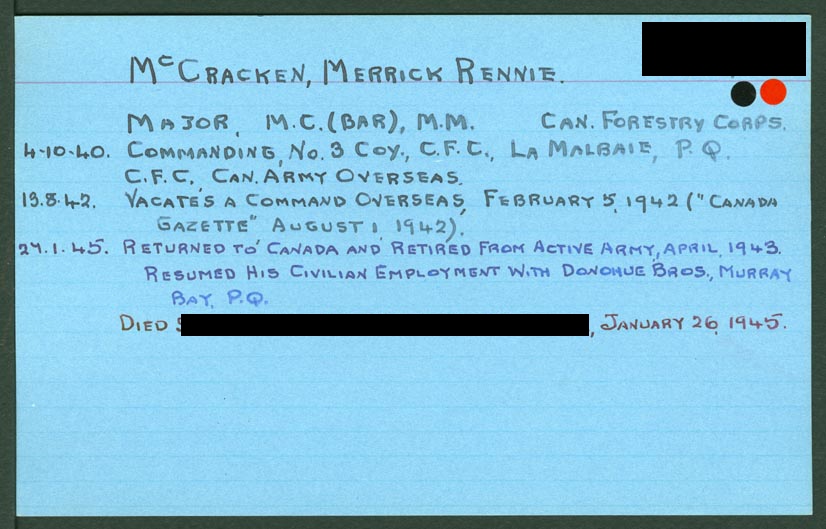 McCRACKEN, MERRICK RENNIE.
MAJOR, M.C. (BAR), M.M. CAN. FORESTRY CORPS.
4-10-40. COMMANDING, No. 3 COY., C.F.C., LA MALBAIE, P.Q.
C.F.C., CAN. ARMY OVERSEAS.
13.8.42. VACATES A COMMAND OVERSEAS, FEBRUARY 5, 1942 ("CANADA
GAZETTE" AUGUST 1, 1942).
27.1.45. RETURNED TO CANADA AND RETIRED FROM ACTIVE ARMY, APRIL, 1943.
RESUMED HIS CIVILIAN EMPLOYMENT WITH DONOHUE BROS., MURRAY
BAY, P.Q.
DIED , JANUARY 26, 1945.